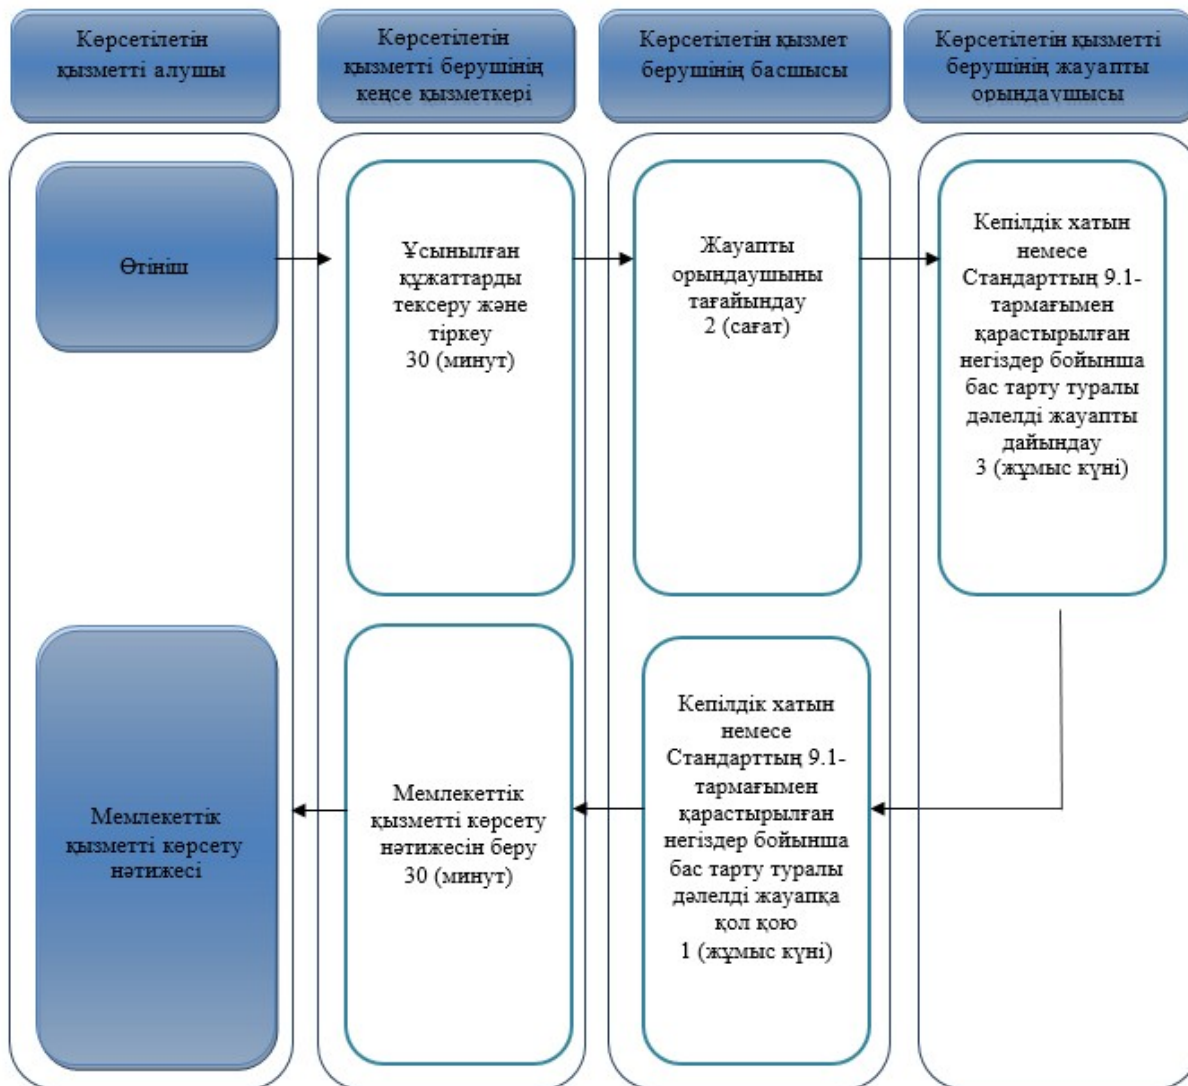 Көрсетілетін
қызметті алушы
Көрсетілетін
қызметті берушінің
кеңсе қызметкері
Көрсетілетін қызмет
берушінің басшысы
Көрсетілетін қызметті
берушінің жауапты
орындаушысы
Өтініш
Ұсынылған
құжаттарды
тексеру және
тіркеу
30 (минут)
Жауапты
орындаушыны
тағайындау
2 (сағат)
Кепілдік хатын
немесе
Стандарттың 9.1-
тармағымен
қарастырылған
негіздер бойынша
бас тарту туралы
дәлелді жауапты
дайындау
3 (жұмыс күні)
Мемлекеттік
қызметті көрсету
нәтижесі
Мемлекеттік
қызметті көрсету
нәтижесін беру
30 (минут)
Кепілдік хатын
немесе
Стандарттың 9.1-
тармағымен
қарастырылған
негіздер бойынша
бас тарту туралы
дәлелді жауапқа
қол қою
1 (жұмыс күні)